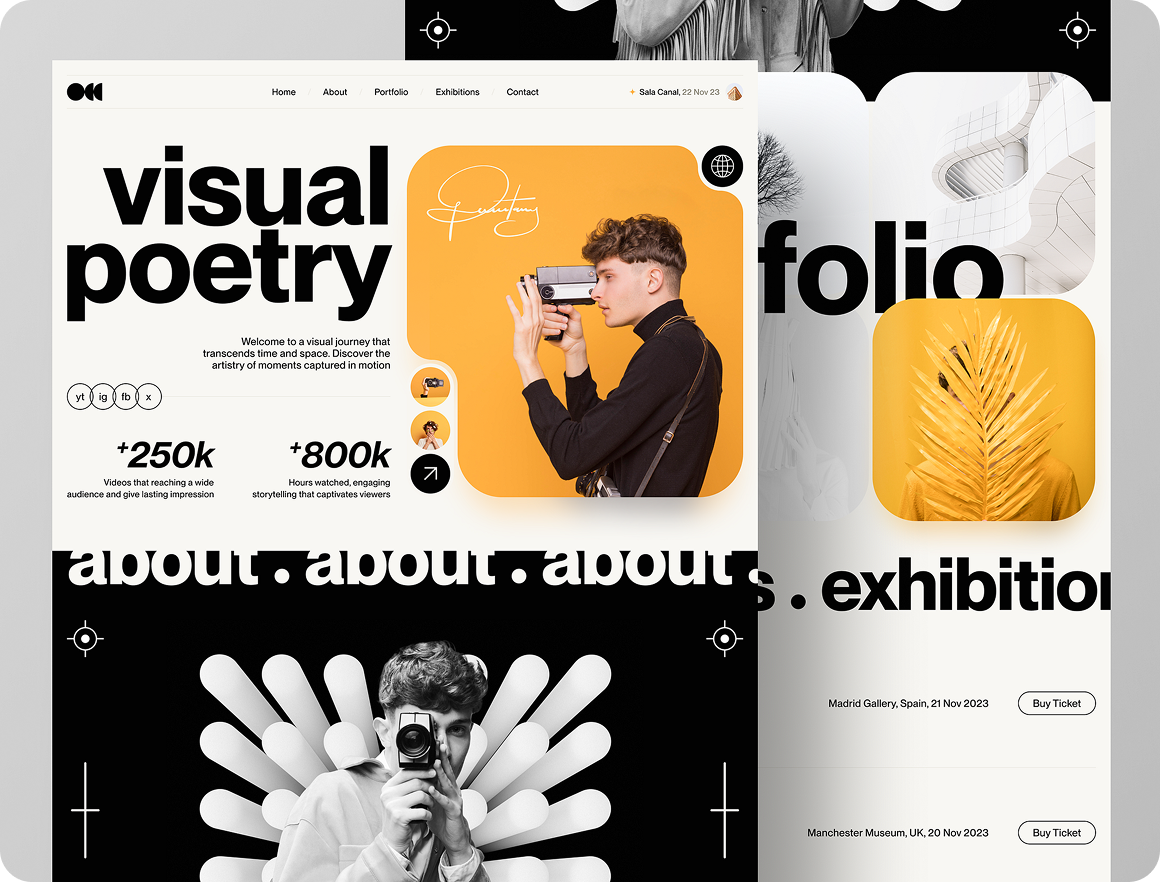 Home
About
Portfolio
Exhibitions
Contact
Sala Canal, 22 Nov 23
visual
poetry
Welcome to a visual journey that
transcends time and space. Discover the
artistry of moments captured in motion
yt ig fb x
+250k
Videos that reaching a wide
audience and give lasting impression
+800k
Hours watched, engaging
storytelling that captivates viewers
about . about . about .
folio
s . exhibition
Madrid Gallery, Spain, 21 Nov 2023
Buy Ticket
Manchester Museum, UK, 20 Nov 2023
Buy Ticket